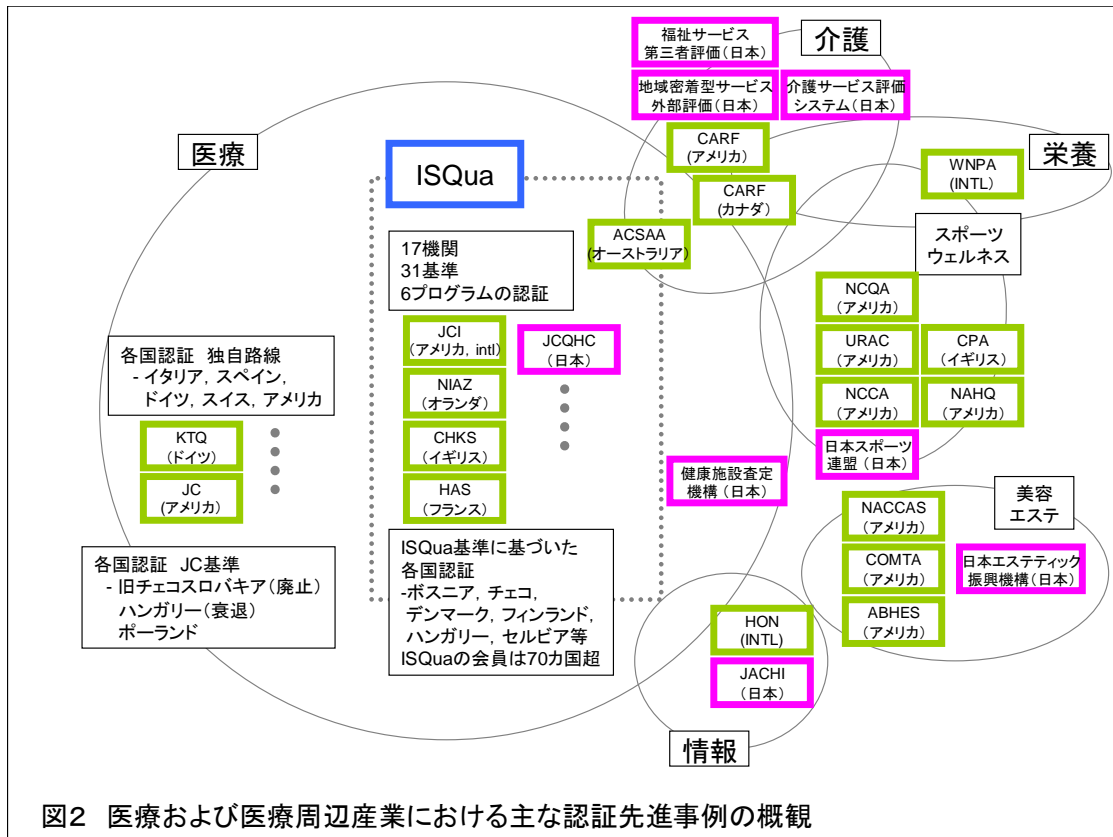 福祉サービス
第三者評価(日本)
介護
地域密着型サービス
外部評価(日本)
介護サービス評価
システム(日本)
医療
ISQua
CARF
(アメリカ)
CARF
(カナダ)
栄養
WNPA
(INTL)
ACSAA
(オーストラリア)
スポーツ
ウェルネス
17機関
31基準
6プログラムの認証
NCQA
(アメリカ)
JCI
(アメリカ, intl)
JCQHC
(日本)
URAC
(アメリカ)
CPA
(イギリス)
各国認証 独自路線
- イタリア, スペイン,
ドイツ, スイス, アメリカ
NIAZ
(オランダ)
NCCA
(アメリカ)
NAHQ
(アメリカ)
KTQ
(ドイツ)
CHKS
(イギリス)
日本スポーツ
連盟(日本)
JC
(アメリカ)
HAS
(フランス)
健康施設査定
機構(日本)
美容
エステ
NACCAS
(アメリカ)
各国認証 JC基準
- 旧チェコスロバキア(廃止)
ハンガリー(衰退)
ポーランド
ISQua基準に基づいた
各国認証
-ボスニア, チェコ,
デンマーク, フィンランド,
ハンガリー, セルビア等
ISQuaの会員は70カ国超
COMTA
(アメリカ)
日本エステティック
振興機構(日本)
ABHES
(アメリカ)
HON
(INTL)
JACHI
(日本)
情報
図2 医療および医療周辺産業における主な認証先進事例の概観